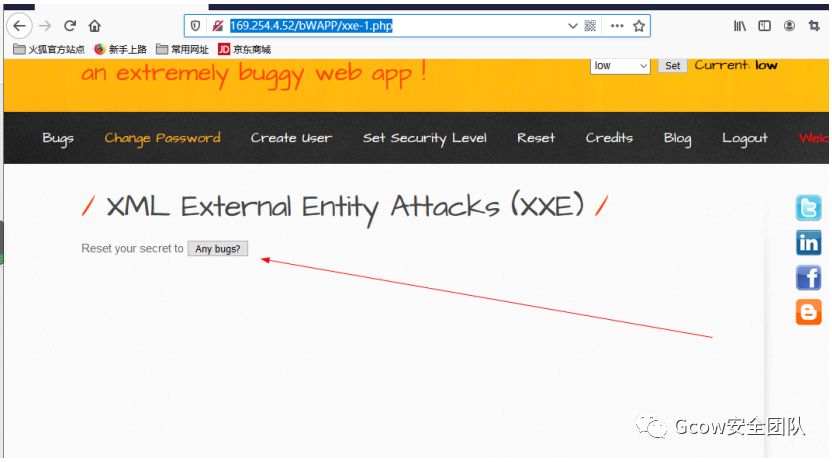 169.254.4.52/bWAPP/xxe-1.php
火狐官方站点 新手上路 常用网址 JD 京东商城
an extremely buggy web app !
low Set Current: low
Bugs Change Password Create User Set Security Level Reset Credits Blog Logout Welc
/ XML External Entity Attacks (XXE) /
Reset your secret to Any bugs?
Gcow安全团队